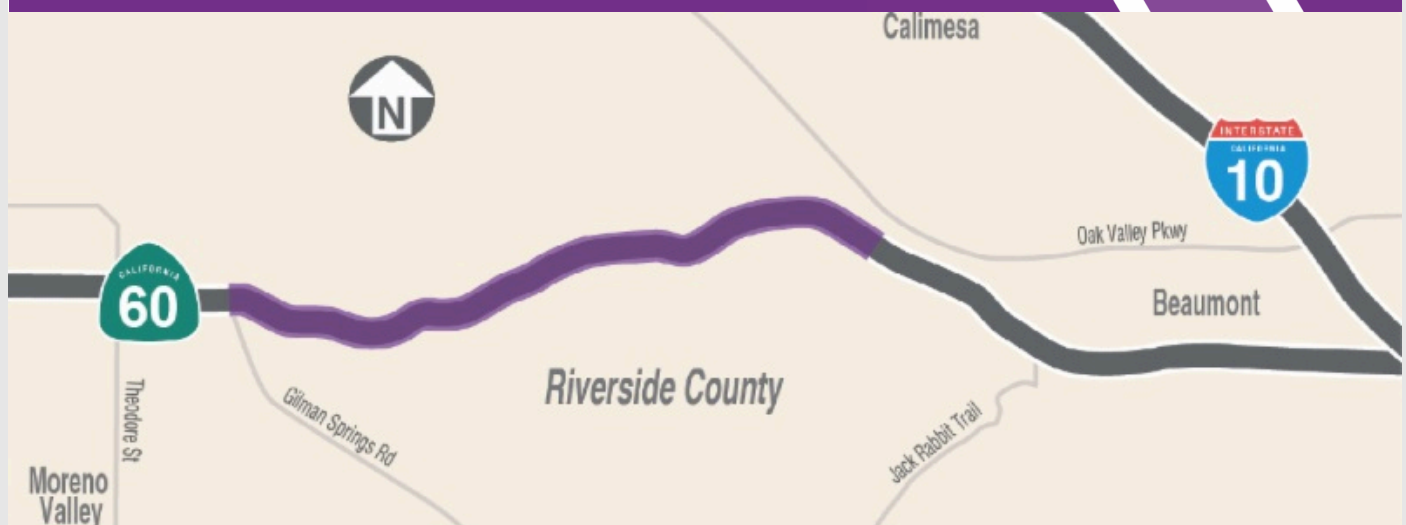 Calimesa
N
INTERSTATE
CALIFORNIA
10
Oak Valley Pkwy
CALIFORNIA
60
Beaumont
Riverside County
Theodore St
Gilman Springs Rd
Jack Rabbit Trail
Moreno
Valley